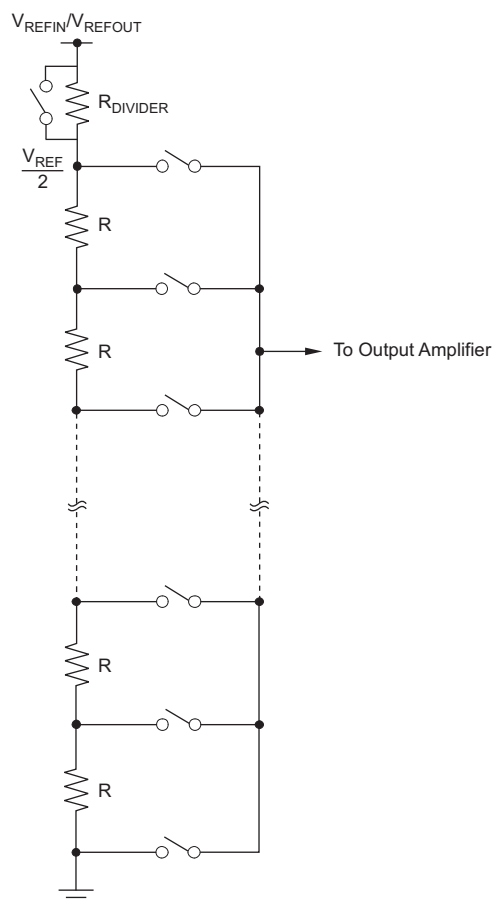 V_REFIN/V_REFOUT
R_DIVIDER
V_REF
2
R
R
To Output Amplifier
R
R